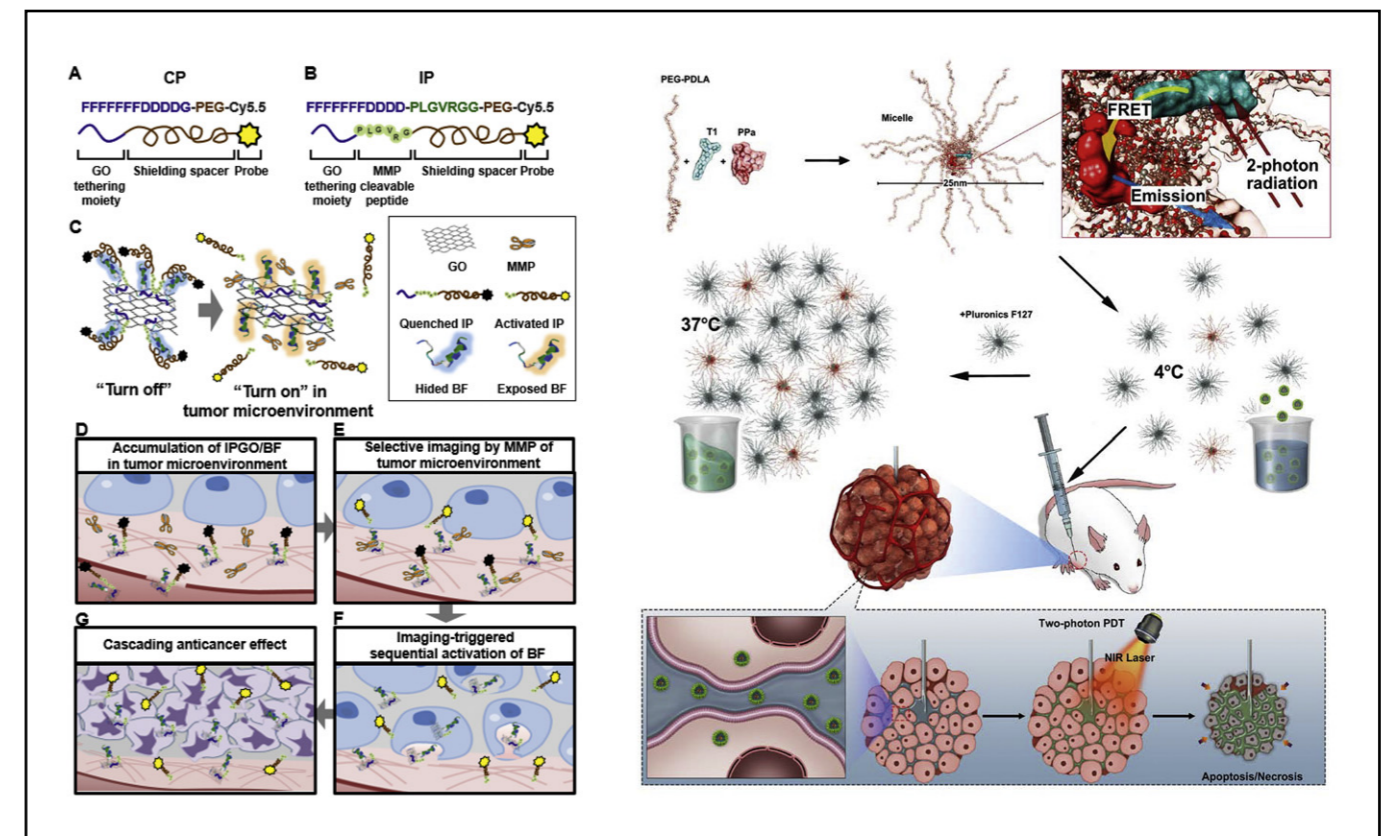 A
CP
FFFFFFFDDDDG-PEG-Cy5.5
GO
tethering
moiety
Shielding spacer
Probe
B
IP
FFFFFFFDDDD-PLGVRGG-PEG-Cy5.5
P L G V R G
GO
tethering
moiety
MMP
cleavable
peptide
Shielding spacer
Probe
C
"Turn off"
"Turn on" in
tumor microenvironment
GO
MMP
Quenched IP
Activated IP
Hided BF
Exposed BF
D
Accumulation of IPGO/BF
in tumor microenvironment
E
Selective imaging by MMP of
tumor microenvironment
G
Cascading anticancer effect
F
Imaging-triggered
sequential activation of BF
PEG-PDLA
+
T1
+
PPa
Micelle
25nm
FRET
2-photon
radiation
Emission
37ºC
+Pluronics F127
4ºC
Two-photon PDT
NIR Laser
Apoptosis/Necrosis